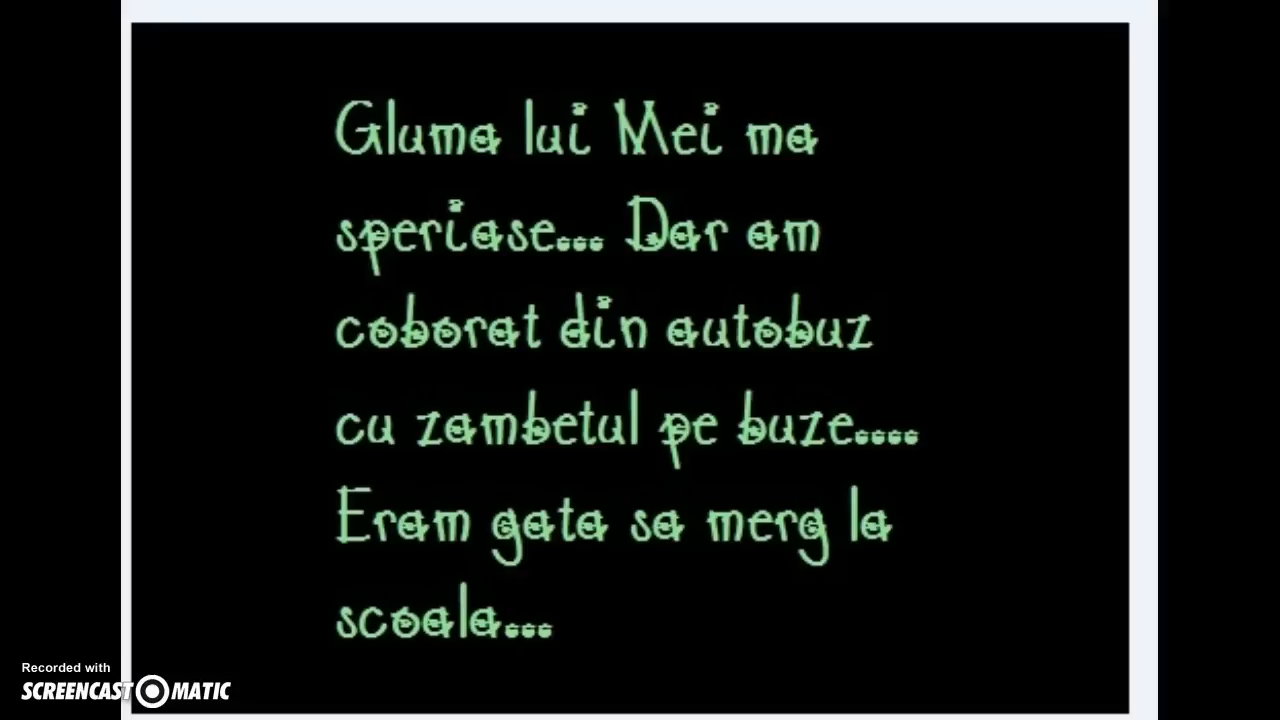 Gluma lui Mei ma
speriase... Dar am
coborat din autobuz
cu zambetul pe buze....
Eram gata sa merg la
scoala...
Recorded with
SCREENCAST-O-MATIC